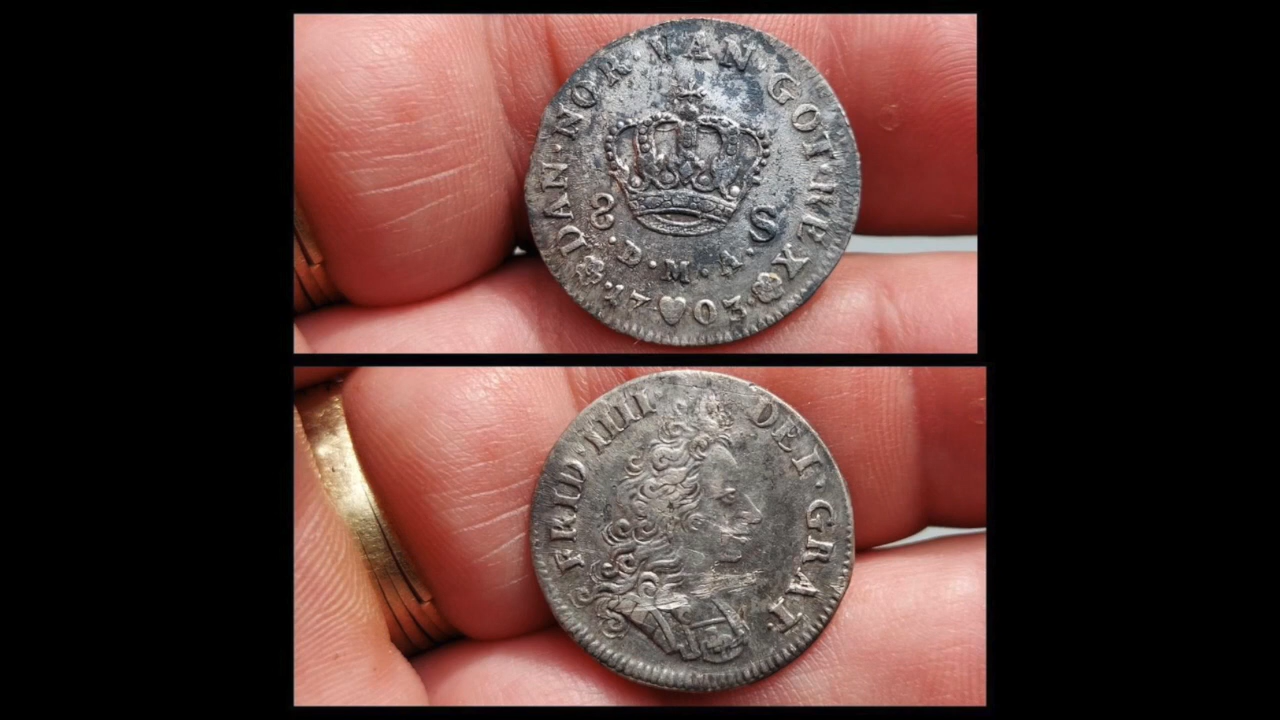 DAN·NOR·VAN·GOT·REX
8 S
·D·M·A·
·17 03·
FRID·IIII DEI·GRAT·